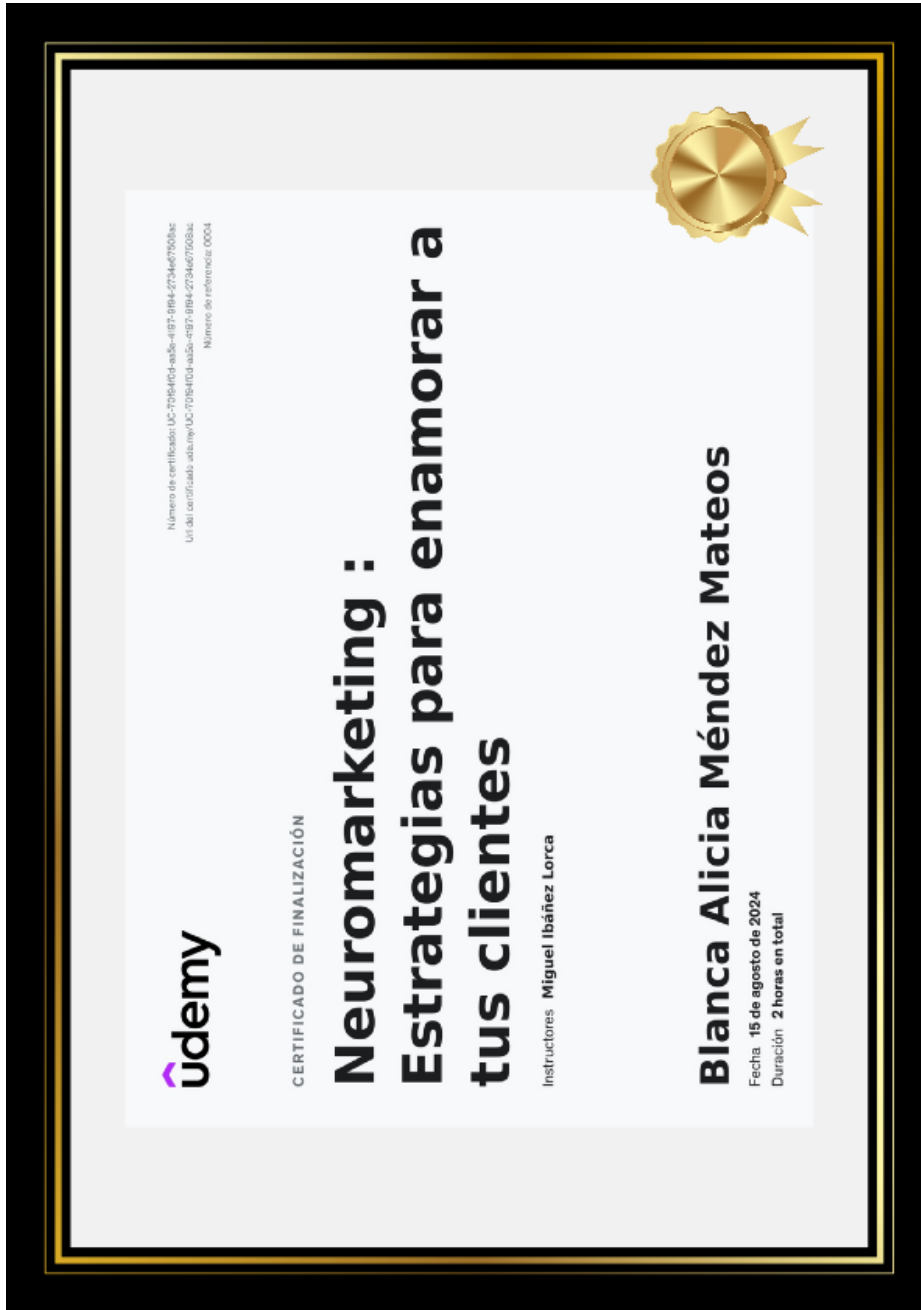 Número de certificado: UC-70f94f0d-aa5e-4197-9f94-2734e67508ac
Url del certificado: ude.my/UC-70f94f0d-aa5e-4197-9f94-2734e67508ac
Número de referencia: 0004
ûdemy
CERTIFICADO DE FINALIZACIÓN
Neuromarketing :
Estrategias para enamorar a
tus clientes
Instructores Miguel Ibáñez Lorca
Blanca Alicia Méndez Mateos
Fecha 15 de agosto de 2024
Duración 2 horas en total